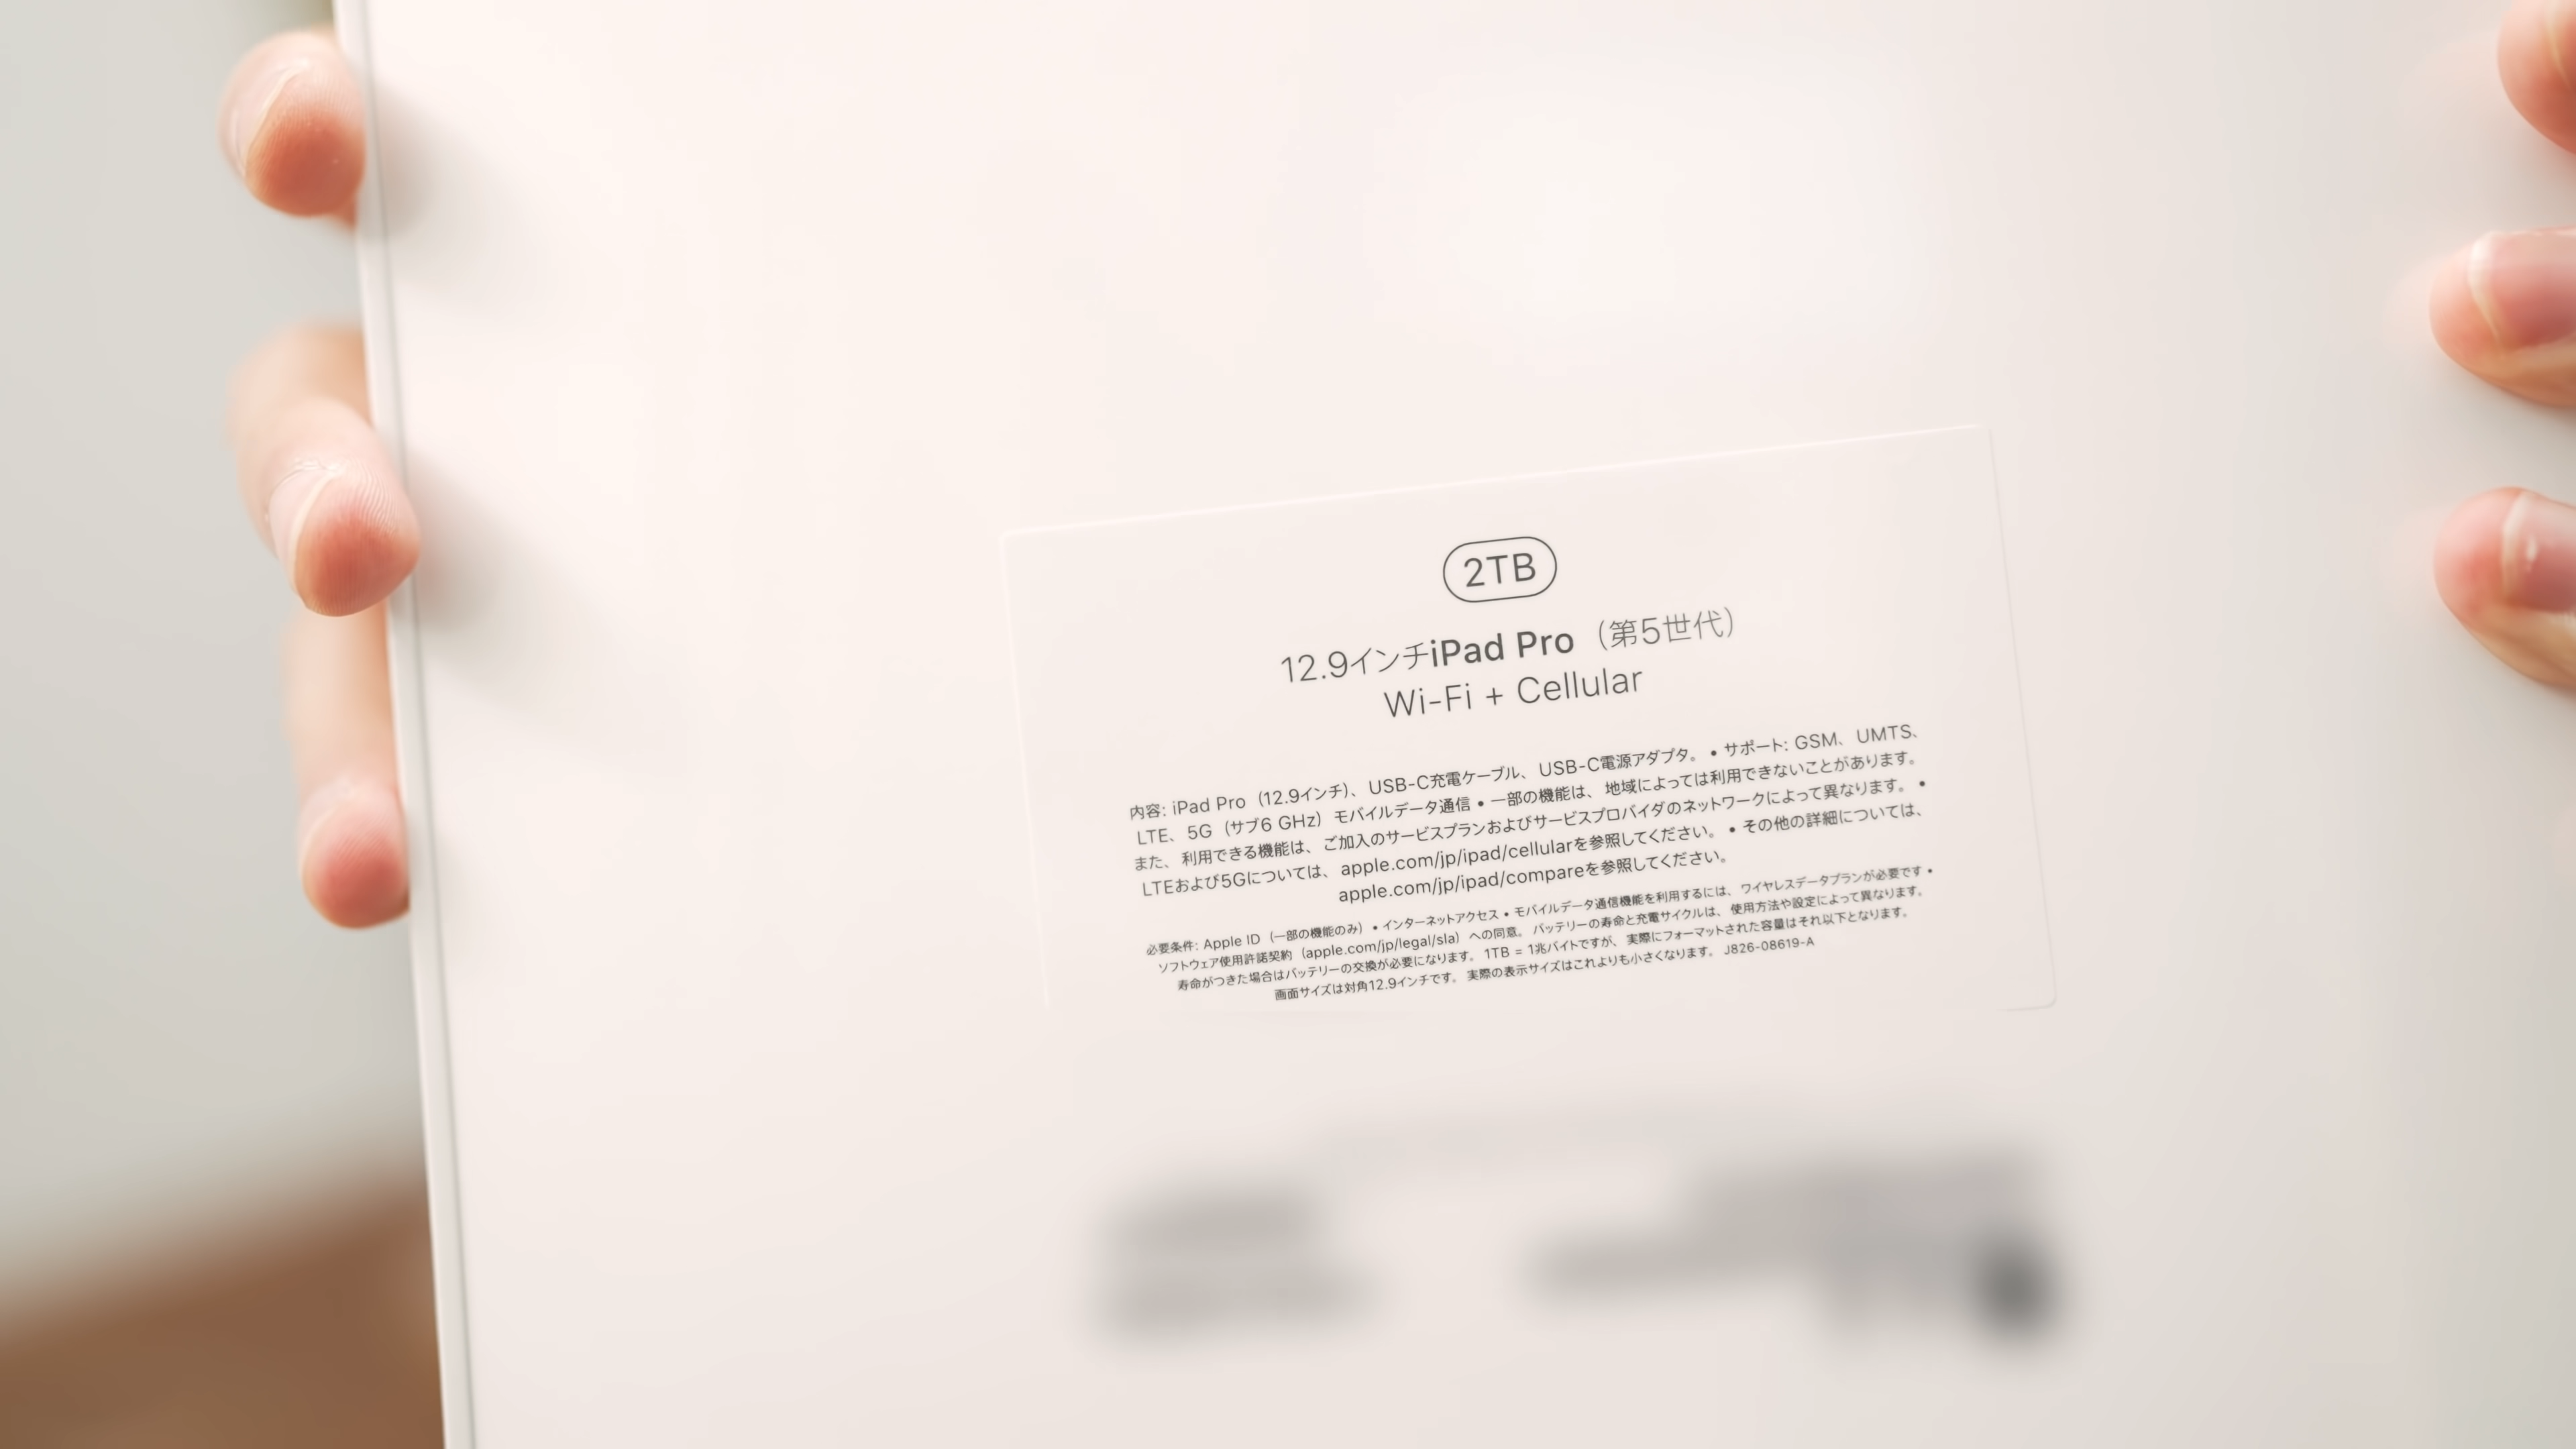 2TB
12.9インチiPad Pro（第5世代）
Wi-Fi + Cellular
内容: iPad Pro（12.9インチ）、USB-C充電ケーブル、USB-C電源アダプタ。 • サポート: GSM、UMTS、
LTE、5G（サブ6 GHz）モバイルデータ通信 • 一部の機能は、地域によっては利用できないことがあります。
また、利用できる機能は、ご加入のサービスプランおよびサービスプロバイダのネットワークによって異なります。 •
LTEおよび5Gについては、apple.com/jp/ipad/cellularを参照してください。 • その他の詳細については、
apple.com/jp/ipad/compareを参照してください。
必要条件: Apple ID（一部の機能のみ） • インターネットアクセス • モバイルデータ通信機能を利用するには、ワイヤレスデータプランが必要です •
ソフトウェア使用許諾契約（apple.com/jp/legal/sla）への同意。 バッテリーの寿命と充電サイクルは、使用方法や設定によって異なります。
寿命がつきた場合はバッテリーの交換が必要になります。 1TB = 1兆バイトですが、実際にフォーマットされた容量はそれ以下となります。
画面サイズは対角12.9インチです。 実際の表示サイズはこれよりも小さくなります。 J826-08619-A